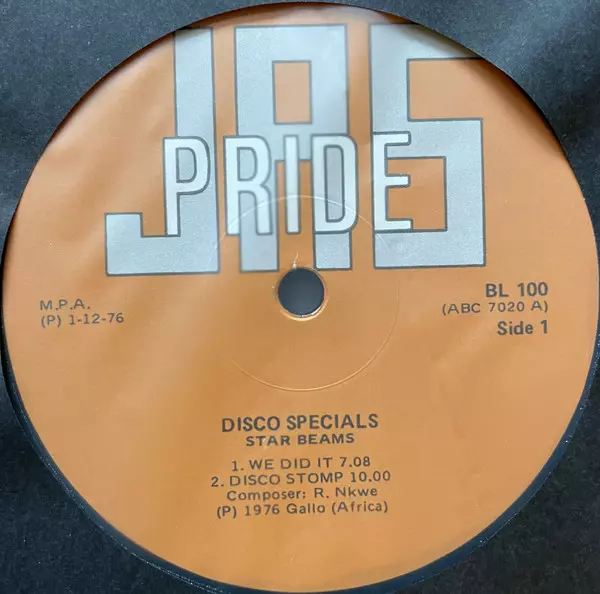 JAS
PRIDE
M.P.A.
(P) 1-12-76
BL 100
(ABC 7020 A)
Side 1
DISCO SPECIALS
STAR BEAMS
1. WE DID IT 7.08
2. DISCO STOMP 10.00
Composer: R. Nkwe
(P) 1976 Gallo (Africa)